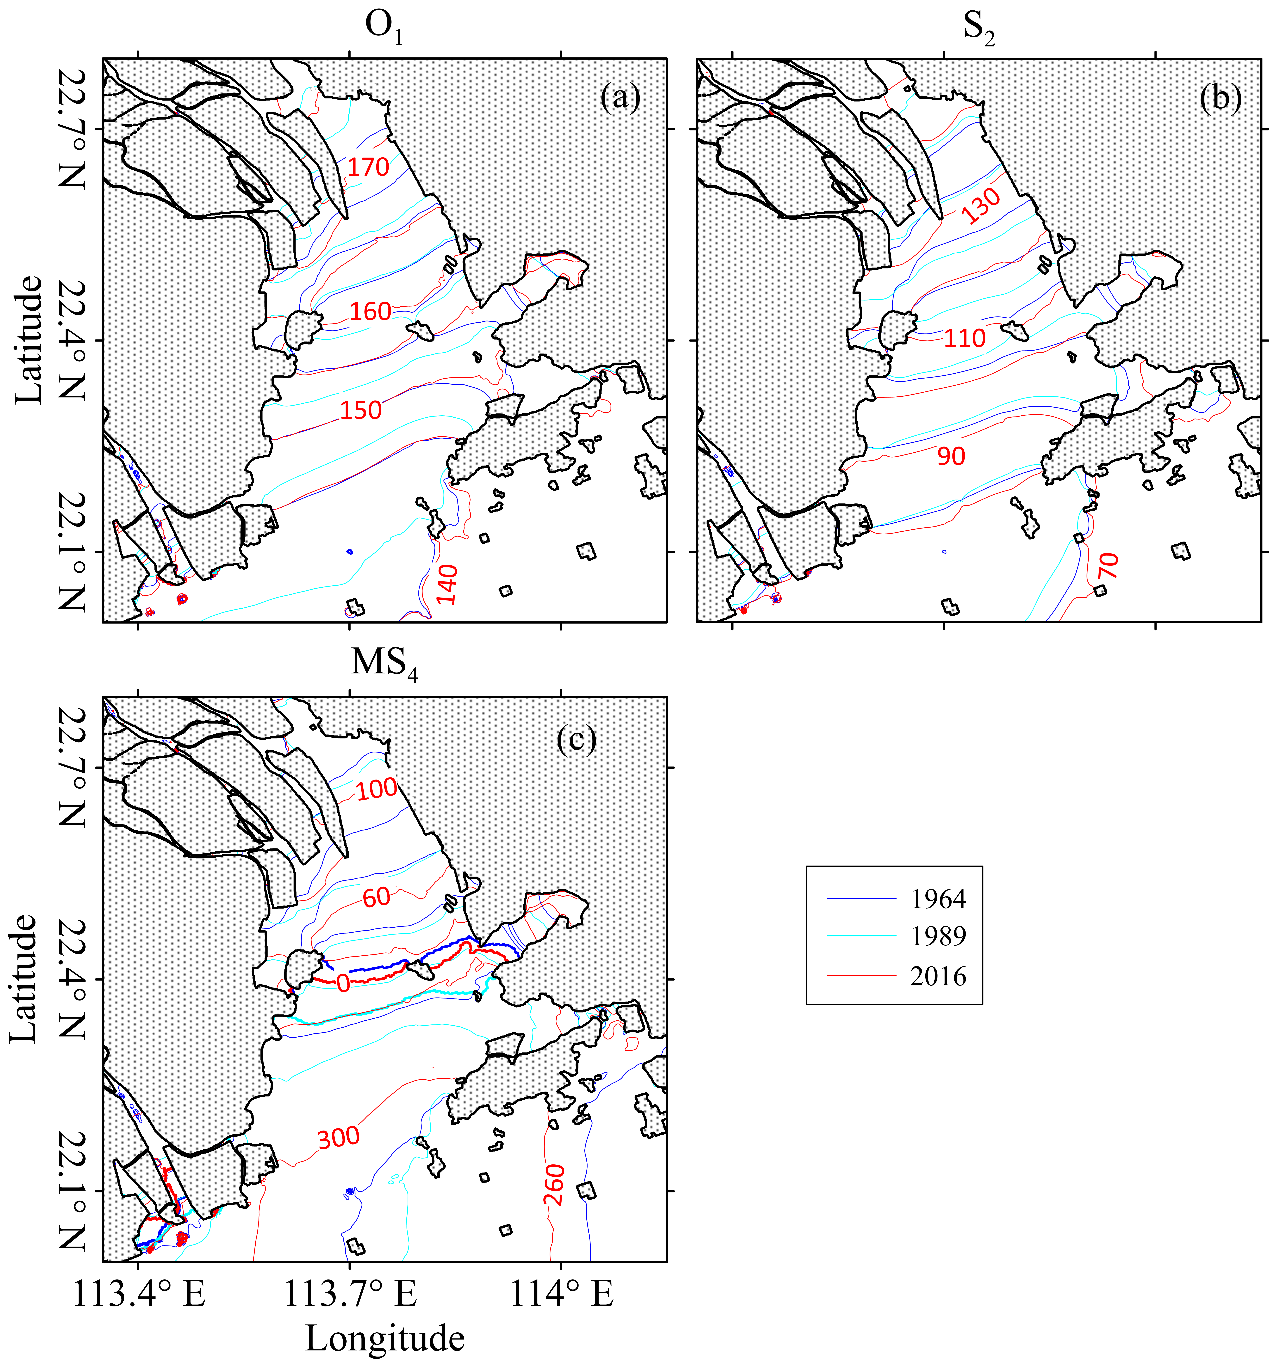 O₁
S₂
(a)
(b)
22.7° N
170
130
22.4° N
160
110
Latitude
150
90
22.1° N
140
70
MS₄
(c)
22.7° N
100
60
22.4° N
0
Latitude
1964
1989
2016
300
22.1° N
260
113.4° E
113.7° E
114° E
Longitude